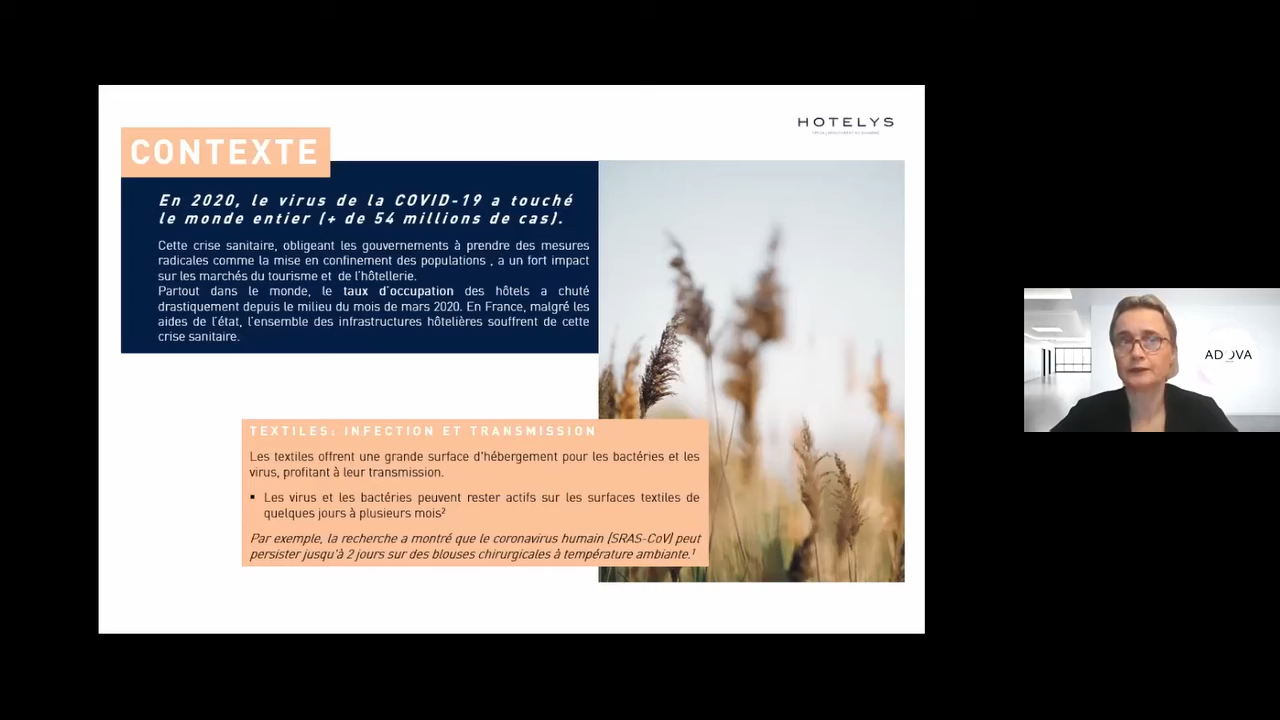 HOTELYS
CONTEXTE
En 2020, le virus de la COVID-19 a touché
le monde entier (+ de 54 millions de cas).
Cette crise sanitaire, obligeant les gouvernements à prendre des mesures
radicales comme la mise en confinement des populations , a un fort impact
sur les marchés du tourisme et de l'hôtellerie.
Partout dans le monde, le taux d'occupation des hôtels a chuté
drastiquement depuis le milieu du mois de mars 2020. En France, malgré les
aides de l'état, l'ensemble des infrastructures hôtelières souffrent de cette
crise sanitaire.
TEXTILES: INFECTION ET TRANSMISSION
Les textiles offrent une grande surface d'hébergement pour les bactéries et les
virus, profitant à leur transmission.
▪ Les virus et les bactéries peuvent rester actifs sur les surfaces textiles de
quelques jours à plusieurs mois²
Par exemple, la recherche a montré que le coronavirus humain (SRAS-CoV) peut
persister jusqu'à 2 jours sur des blouses chirurgicales à température ambiante.¹
ADOVA